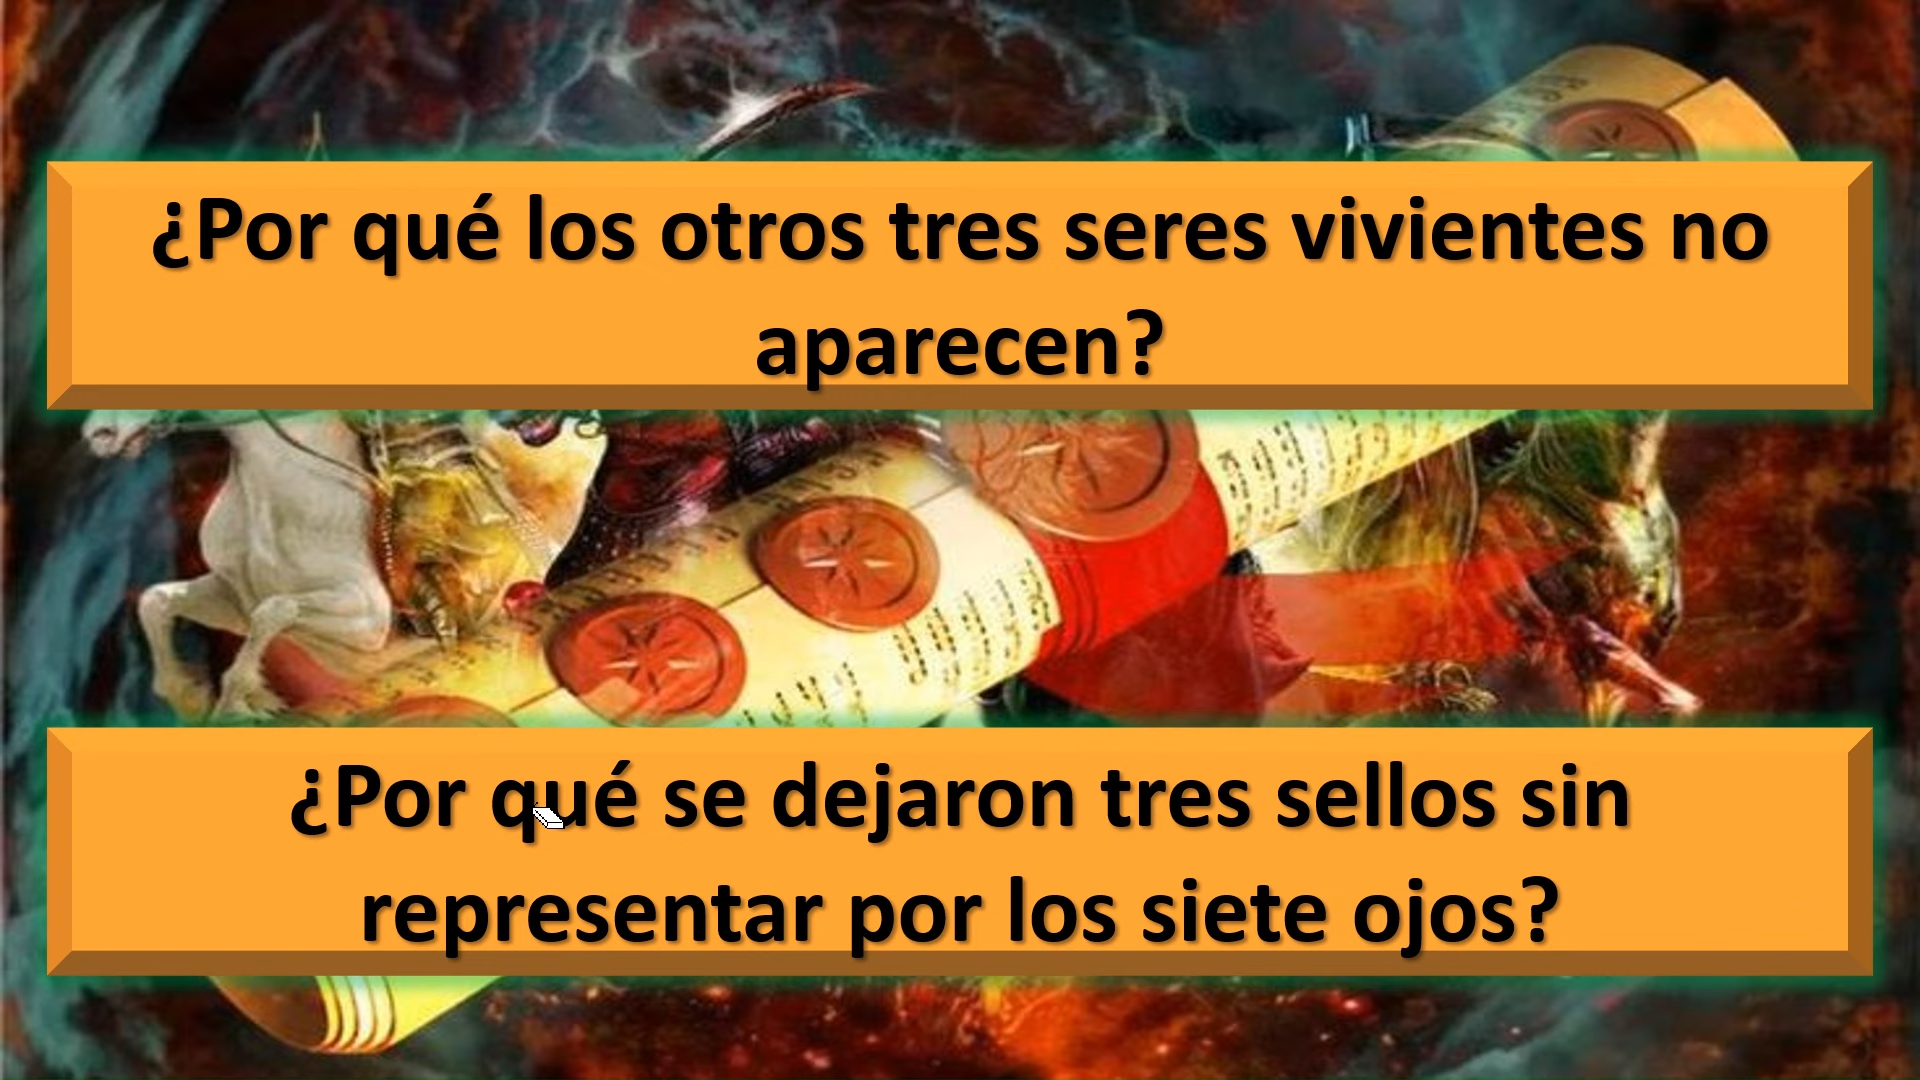 ¿Por qué los otros tres seres vivientes no
aparecen?
¿Por qué se dejaron tres sellos sin
representar por los siete ojos?